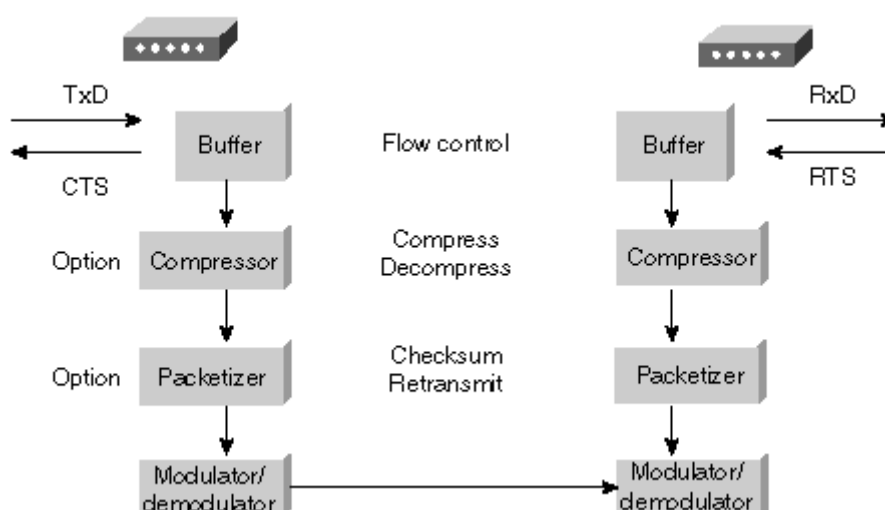 TxD
RxD
Buffer
Flow control
Buffer
CTS
RTS
Option
Compressor
Compress
Decompress
Compressor
Option
Packetizer
Checksum
Retransmit
Packetizer
Modulator/
demodulator
Modulator/
demodulator